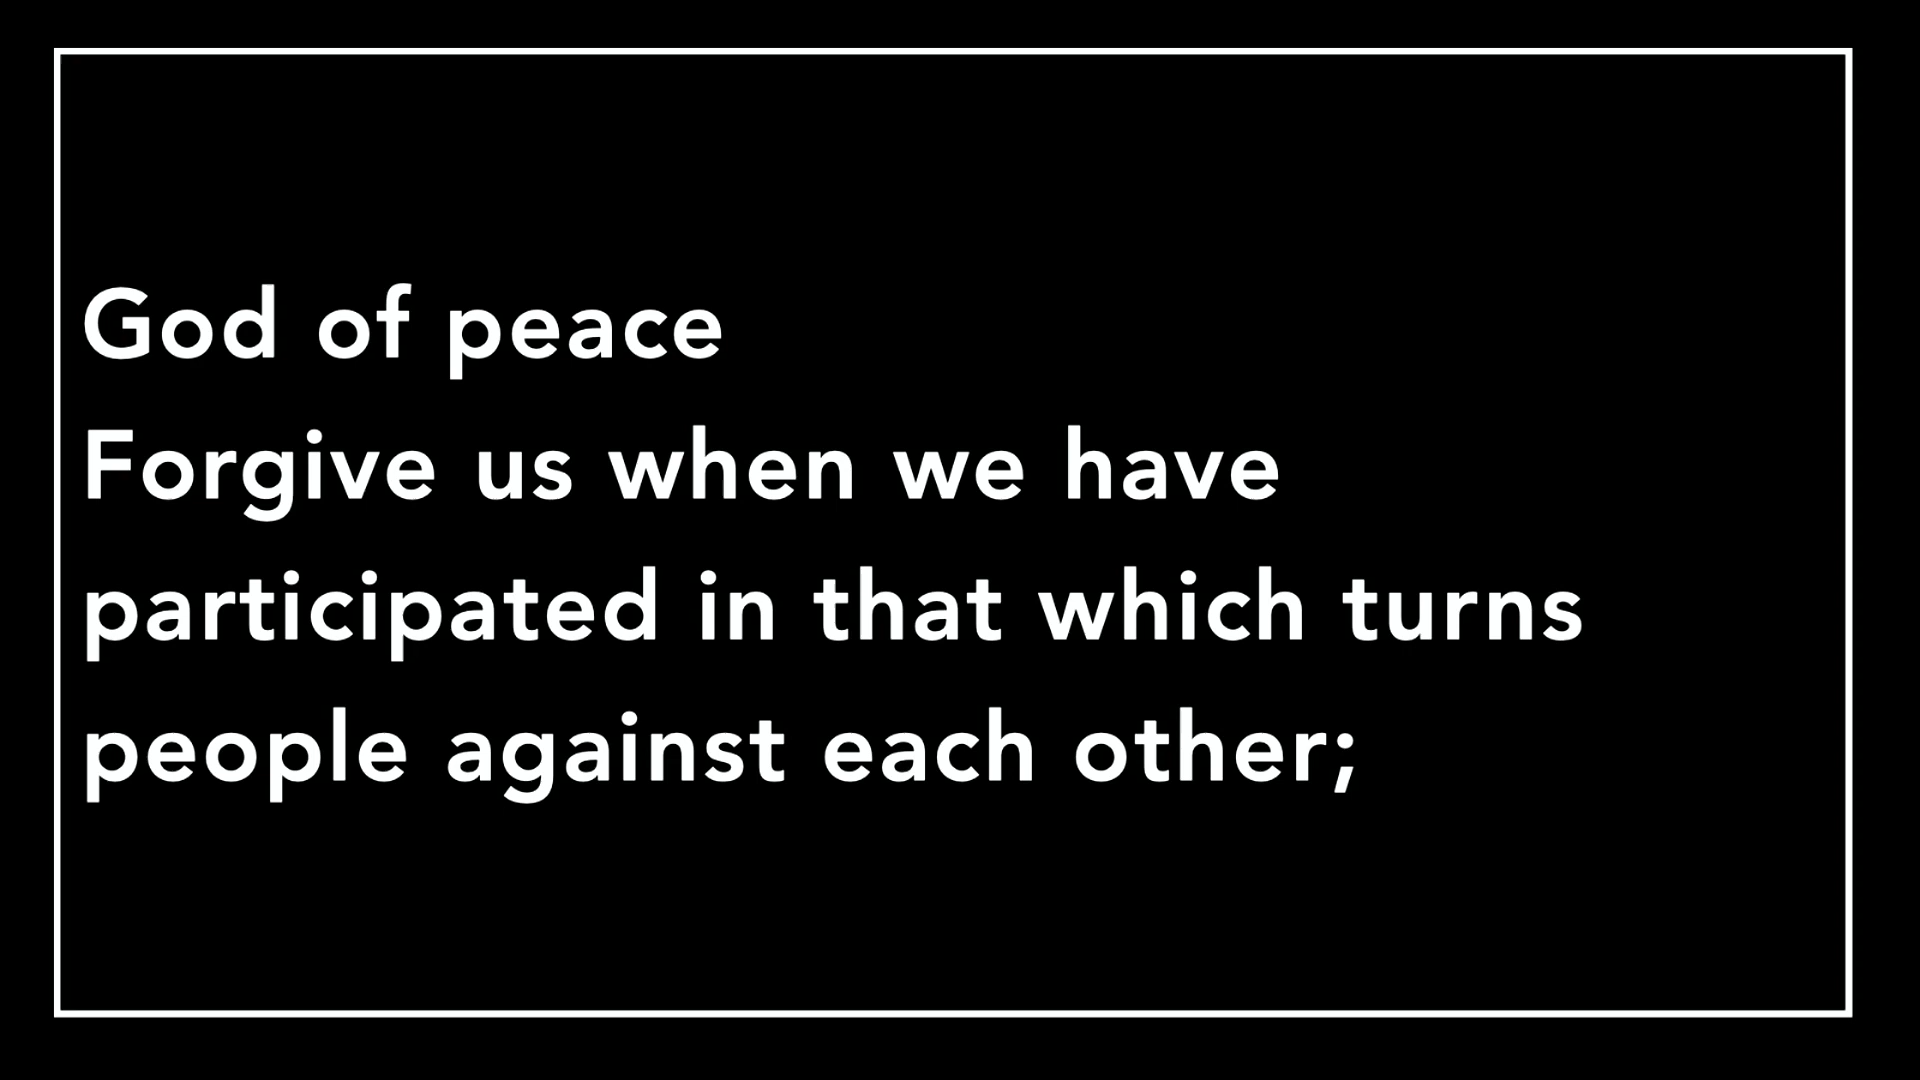 God of peace
Forgive us when we have
participated in that which turns
people against each other;